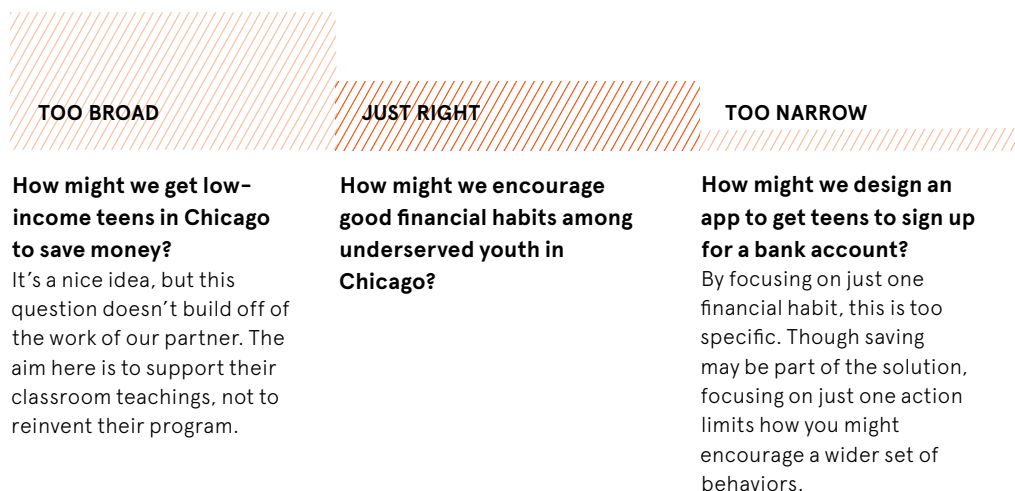 TOO BROAD
How might we get low-
income teens in Chicago
to save money?
It's a nice idea, but this
question doesn't build off of
the work of our partner. The
aim here is to support their
classroom teachings, not to
reinvent their program.
JUST RIGHT
How might we encourage
good financial habits among
underserved youth in
Chicago?
TOO NARROW
How might we design an
app to get teens to sign up
for a bank account?
By focusing on just one
financial habit, this is too
specific. Though saving
may be part of the solution,
focusing on just one action
limits how you might
encourage a wider set of
behaviors.